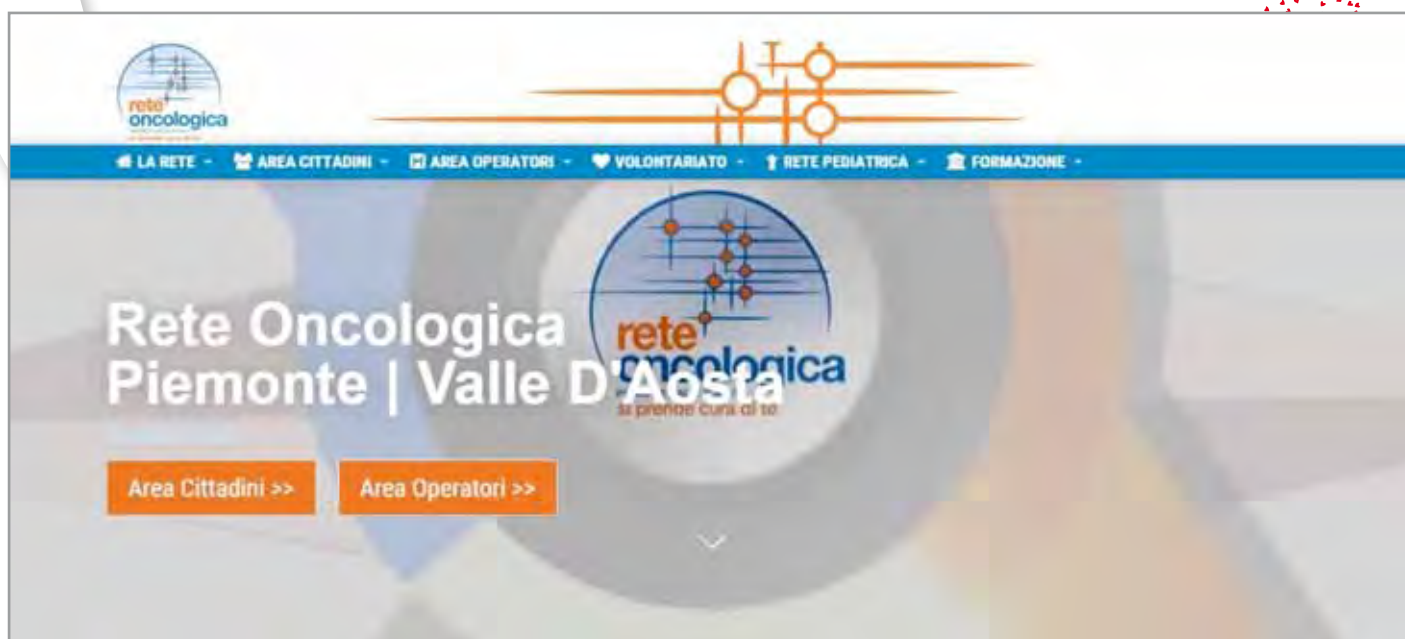 rete
oncologica
LA RETE
AREA CITTADINI
AREA OPERATORI
VOLONTARIATO
RETE PEDIATRICA
FORMAZIONE
rete
oncologica
si prende cura di te
Rete Oncologica
Piemonte | Valle D'Aosta
Area Cittadini >>
Area Operatori >>